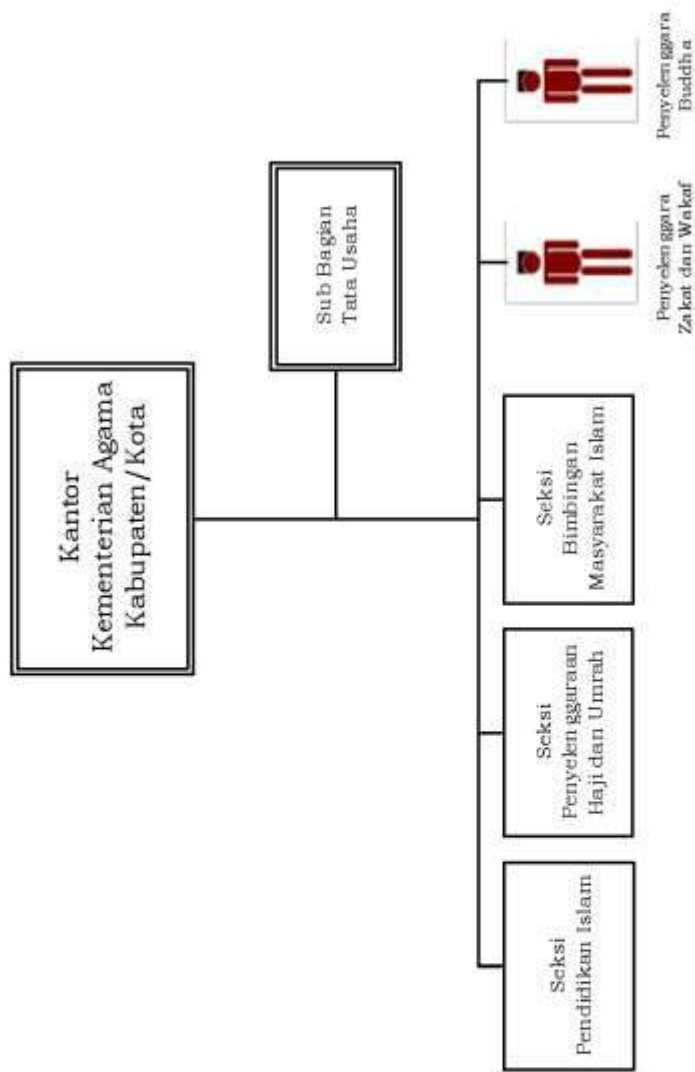 Kantor
Kementerian Agama
Kabupaten/Kota
Sub Bagian
Tata Usaha
Seksi
Pendidikan Islam
Seksi
Penyelenggaraan
Haji dan Umrah
Seksi
Bimbingan
Masyarakat Islam
Penyelenggara
Zakat dan Wakaf
Penyelenggara
Buddha